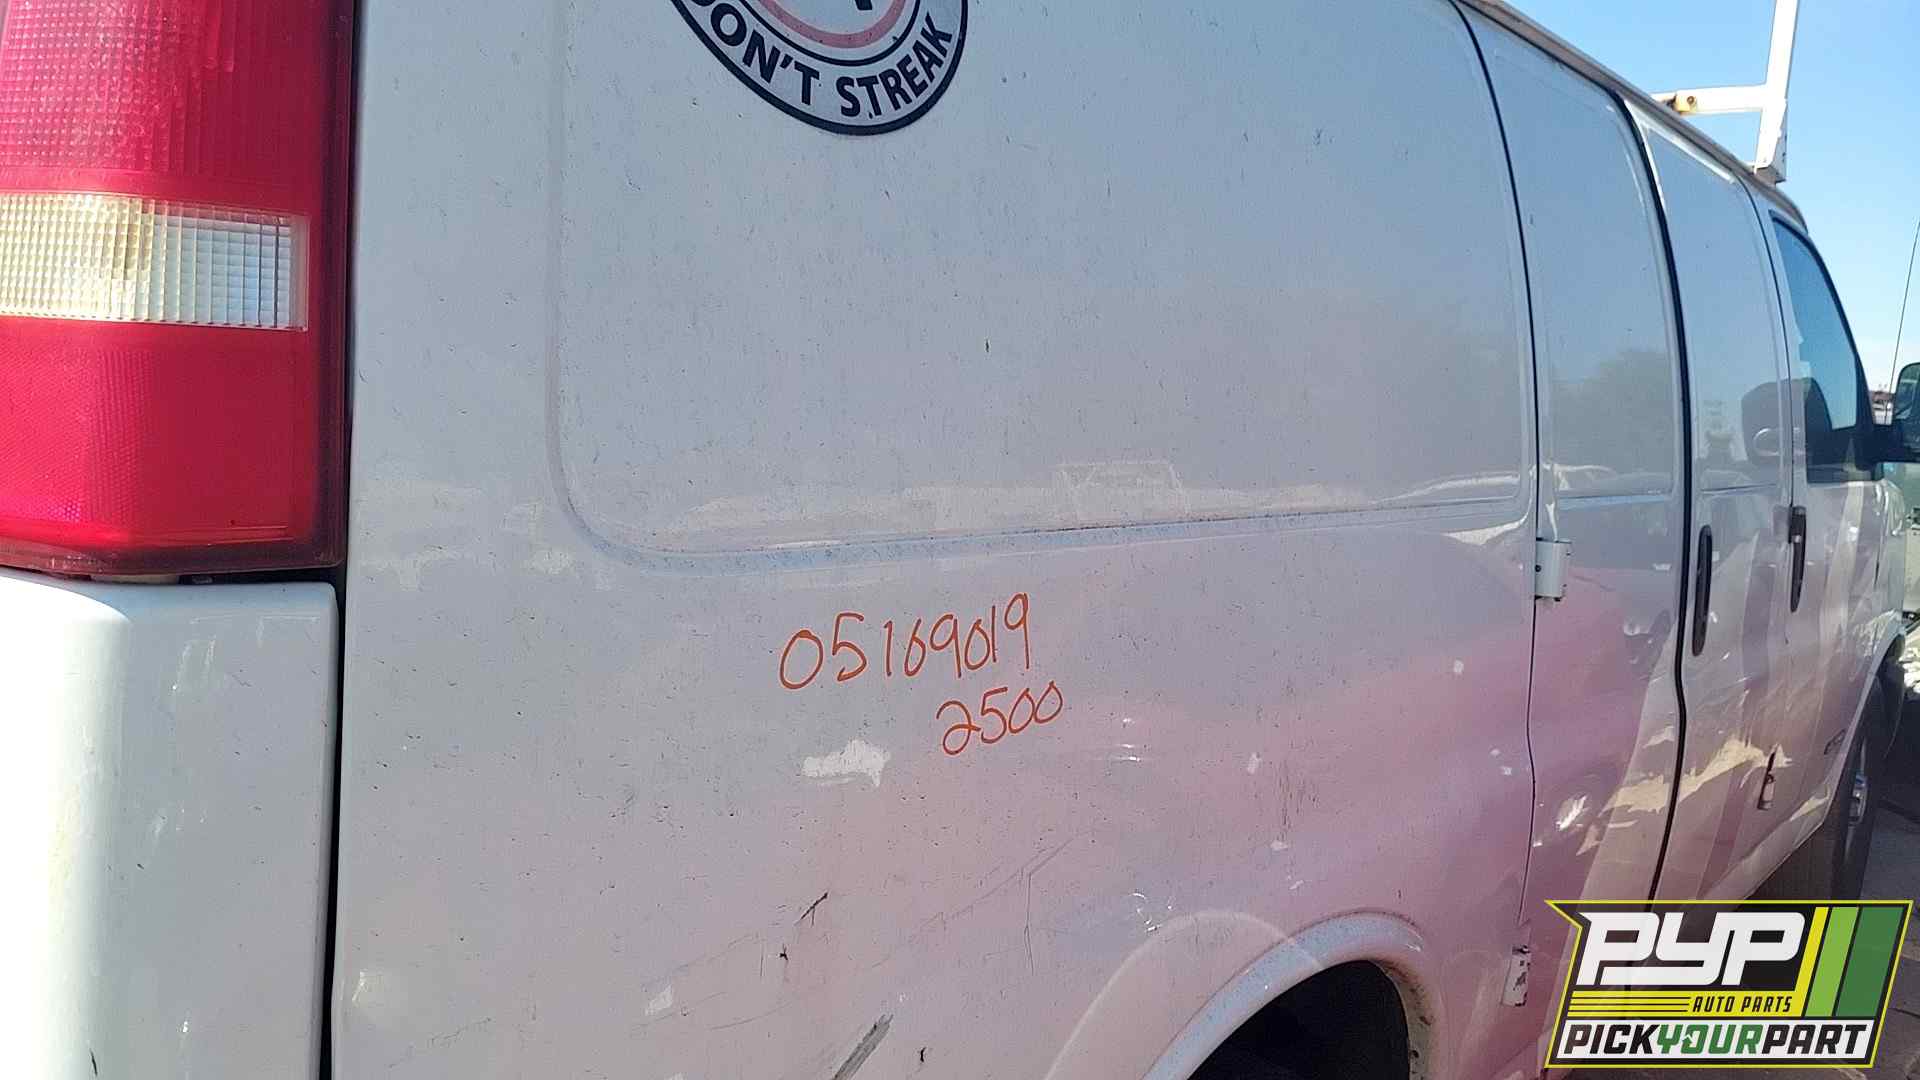 DON'T STREAK
05169019
2500
PYP
AUTO PARTS
PICKYOURPART